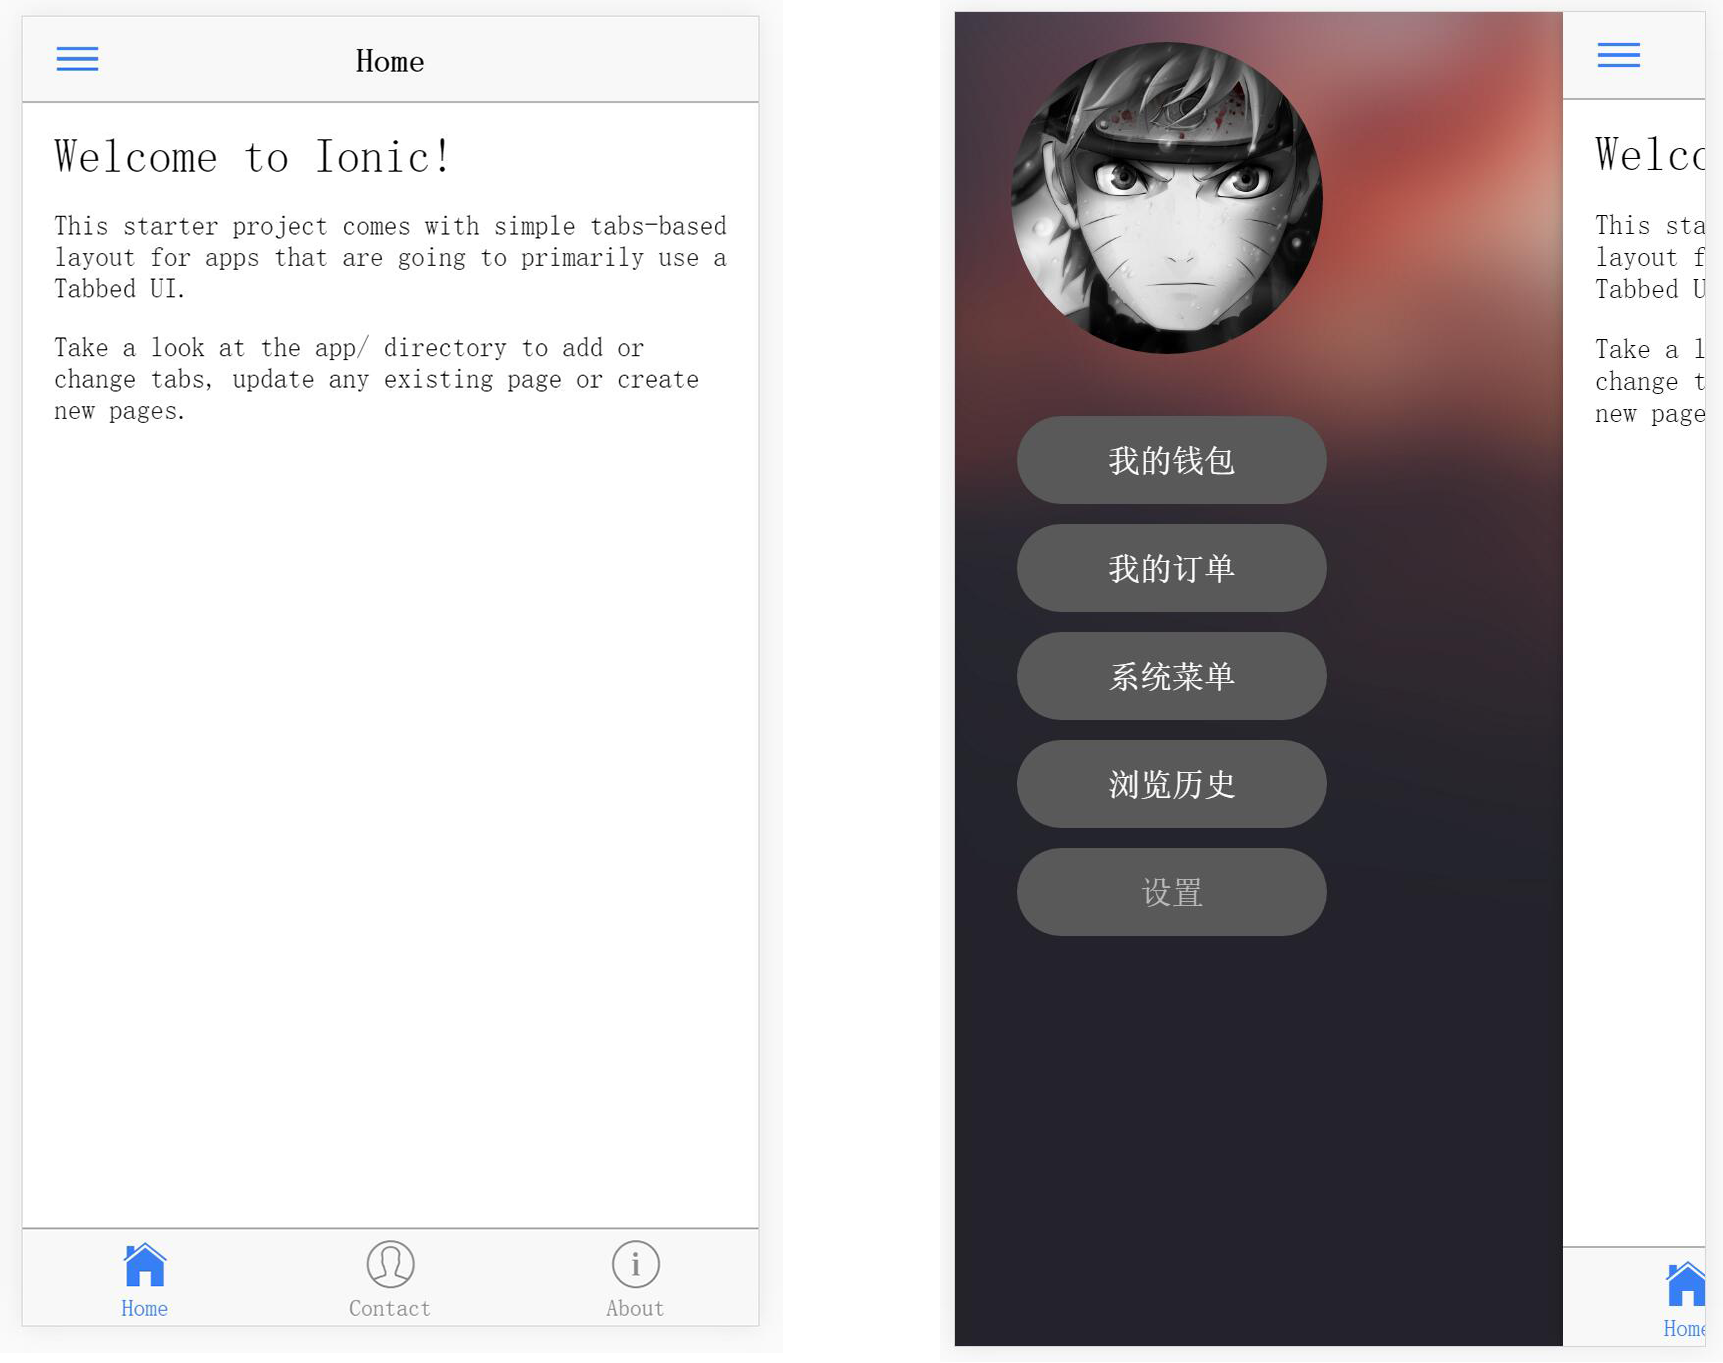 Home
Welcome to Ionic!
This starter project comes with simple tabs-based
layout for apps that are going to primarily use a
Tabbed UI.
Take a look at the app/ directory to add or
change tabs, update any existing page or create
new pages.
Home
Contact
About
我的钱包
我的订单
系统菜单
浏览历史
设置
Welco
This sta
layout f
Tabbed U
Take a l
change t
new page
Home